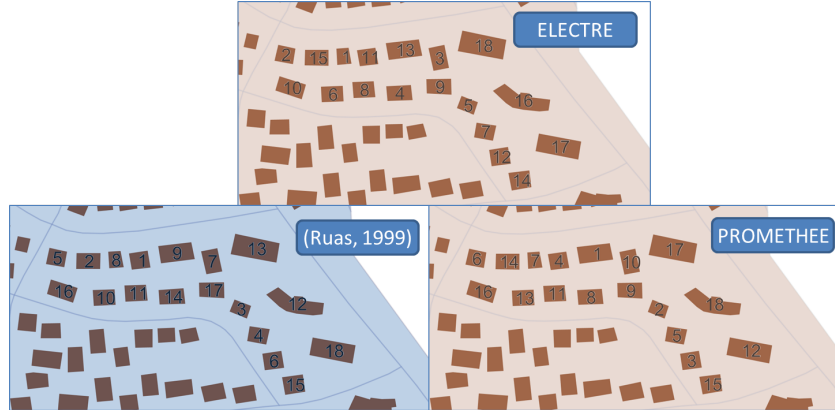 ELECTRE
2 15 1 11 13 3 18
10 6 8 4 9 5 16
7 12 14 17
(Ruas, 1999)
5 2 8 1 9 7 13
16 10 11 14 17 3 12
4 6 15 18
PROMETHEE
6 14 7 4 1 10 17
16 13 11 8 9 2 18
5 3 15 12